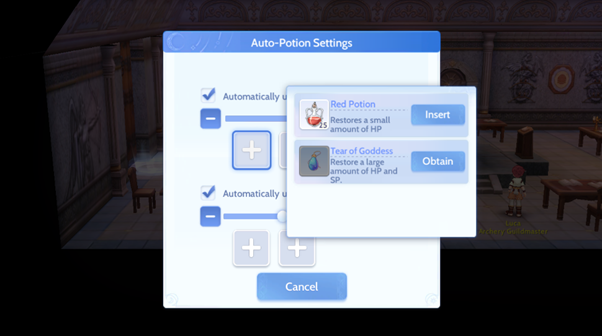 Auto-Potion Settings
Automatically u
Red Potion
Restores a small
amount of HP
25
Insert
Tear of Goddess
Restore a large
amount of HP and
SP.
Obtain
Automatically u
Cancel